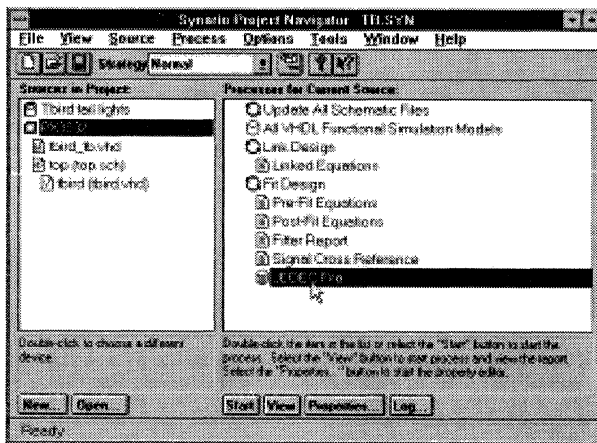 Synario Project Navigator TB.SYN
File View Source Process Options Tools Window Help
Strategy Normal
Sources in Project:
Tbird tail lights
tbird_tb.vhd
top (top.sch)
tbird (tbird.vhd)
Processes for Current Source:
Update All Schematic Files
All VHDL Functional Simulation Models
Link Design
Linked Equations
Fit Design
Pre-Fit Equations
Post-Fit Equations
Fitter Report
Signal Cross Reference
JEDEC File
Double-click to choose a different
device.
Double-click the item in the list or select the "Start" button to start the
process. Select the "View" button to start process and view the report.
Select the "Properties..." button to start the property editor.
New... Open...
Start View Properties... Log...
Ready